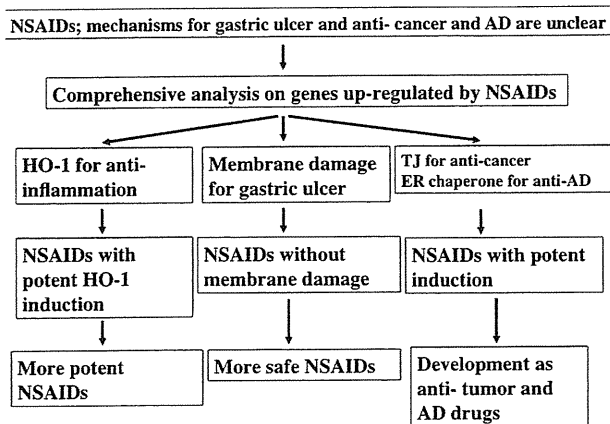 NSAIDs; mechanisms for gastric ulcer and anti- cancer and AD are unclear
Comprehensive analysis on genes up-regulated by NSAIDs
HO-1 for anti-
inflammation
Membrane damage
for gastric ulcer
TJ for anti-cancer
ER chaperone for anti-AD
NSAIDs with
potent HO-1
induction
NSAIDs without
membrane damage
NSAIDs with potent
induction
More potent
NSAIDs
More safe NSAIDs
Development as
anti- tumor and
AD drugs